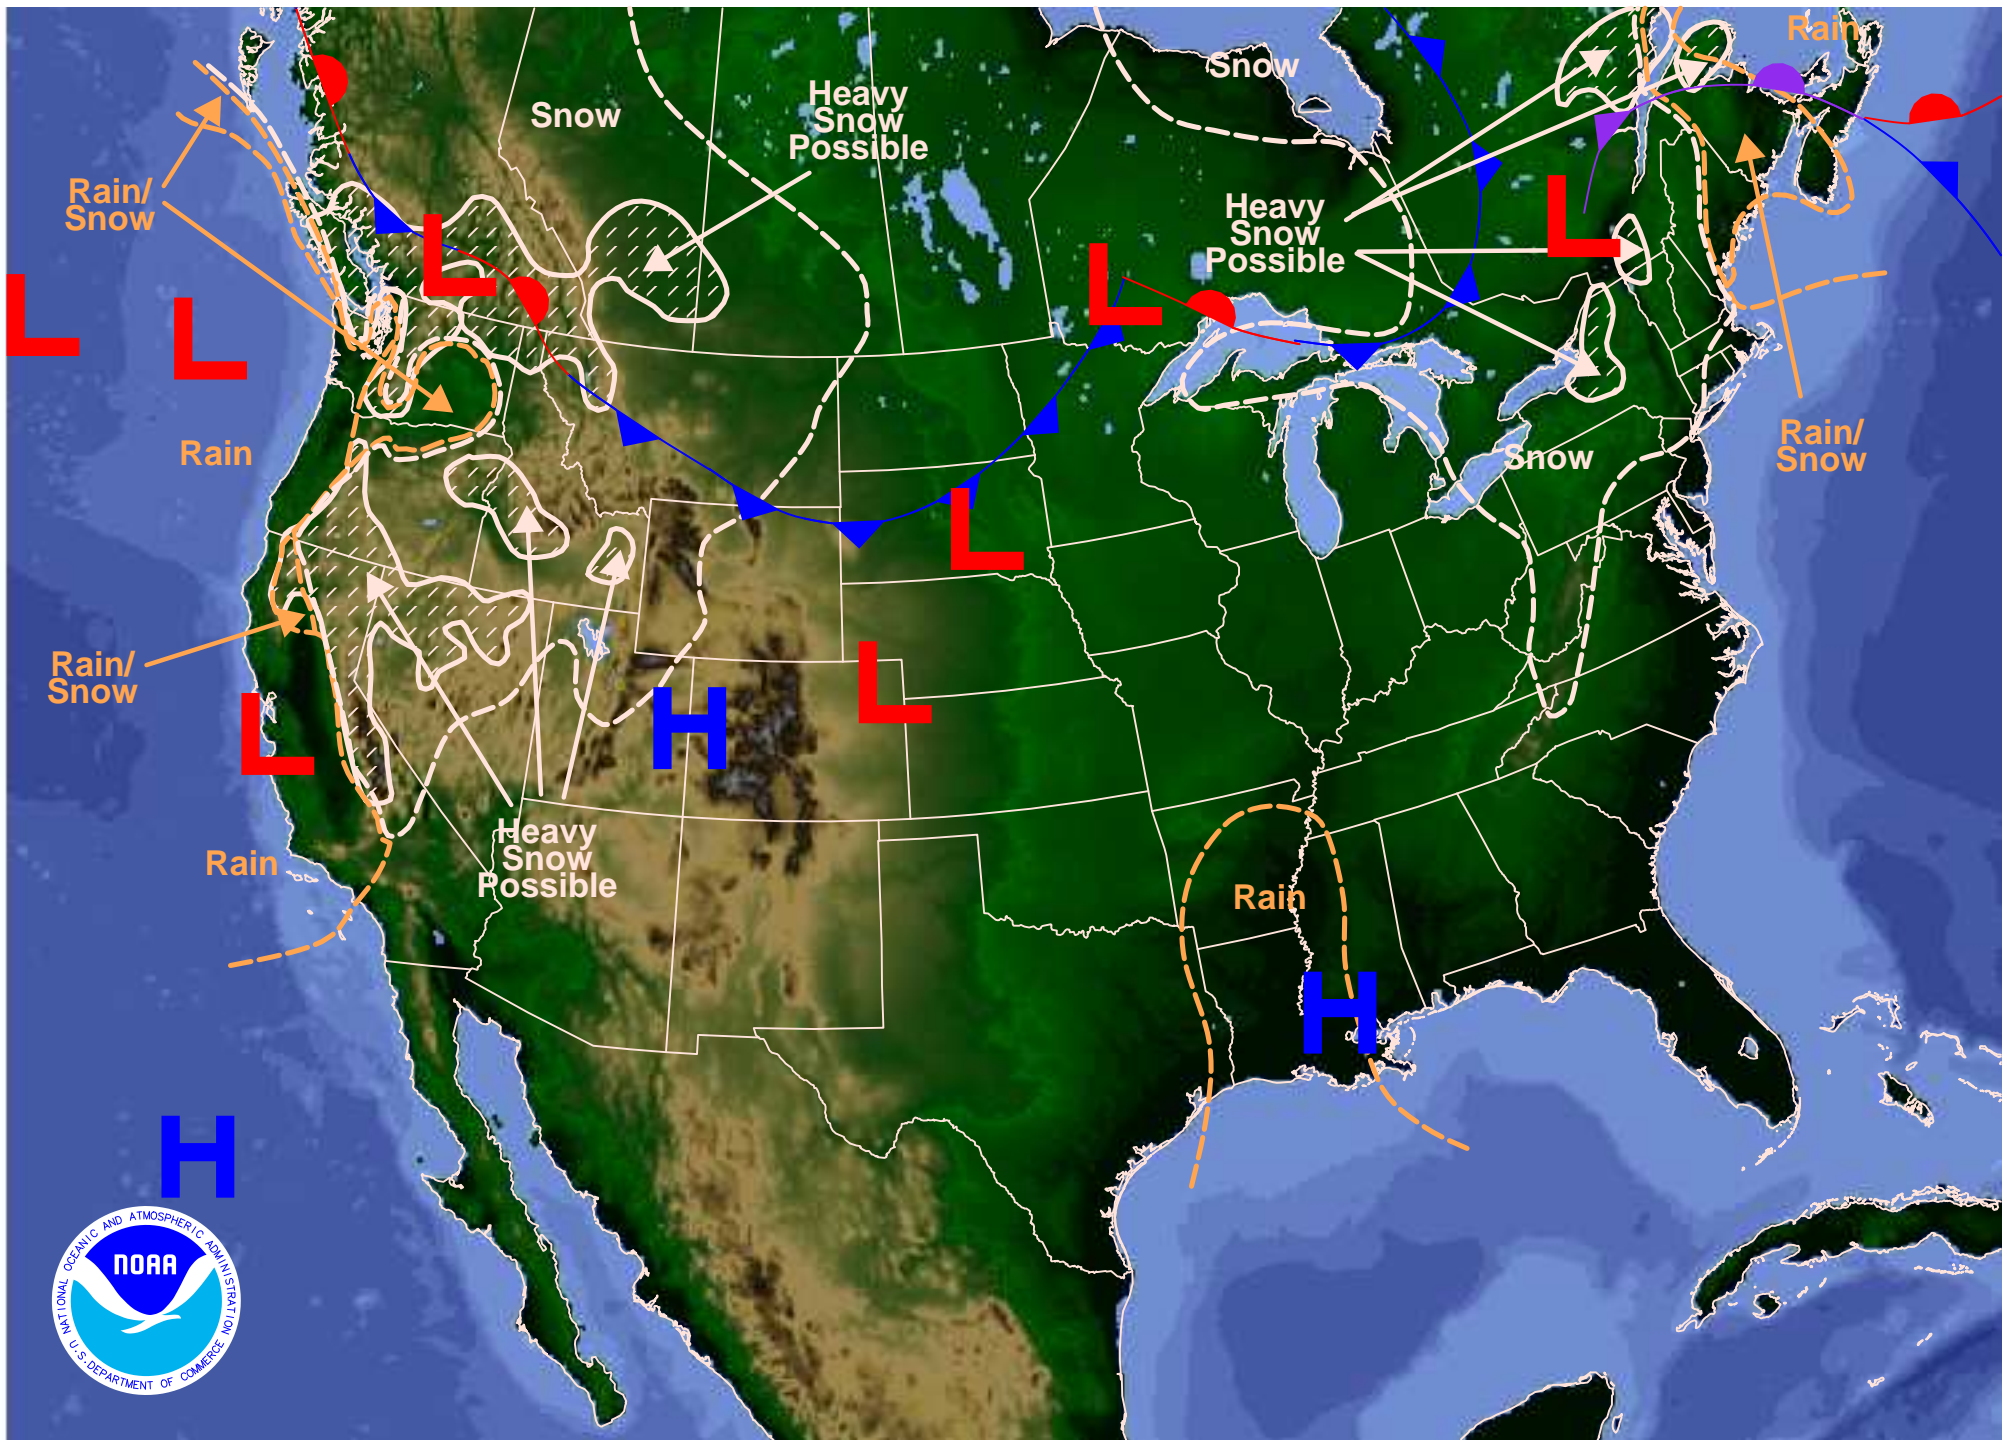 Rain
Snow
Heavy
Snow
Possible
Snow
Rain/
Snow
Heavy
Snow
Possible
L
L
L
L
L
Rain
Rain/
Snow
Snow
L
Rain/
Snow
L
H
L
Heavy
Snow
Possible
Rain
Rain
H
H
NATIONAL OCEANIC AND ATMOSPHERIC ADMINISTRATION
NOAA
U.S. DEPARTMENT OF COMMERCE